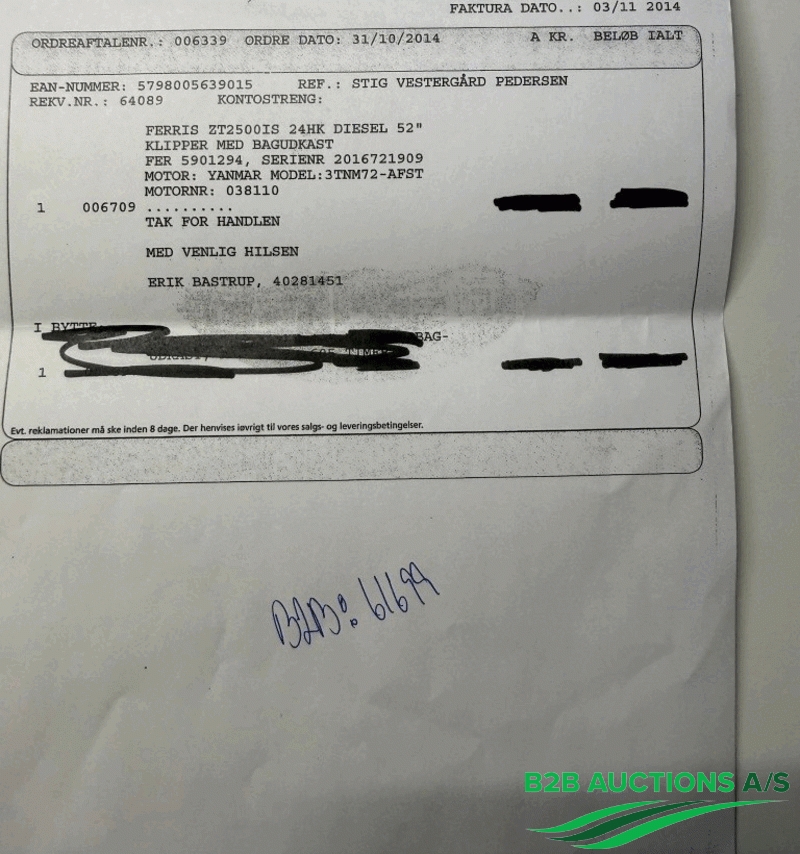 FAKTURA DATO..: 03/11 2014
ORDREAFTALENR.: 006339 ORDRE DATO: 31/10/2014 A KR. BELØB IALT
EAN-NUMMER: 5798005639015 REF.: STIG VESTERGÅRD PEDERSEN
REKV.NR.: 64089 KONTOSTRENG:
FERRIS ZT2500IS 24HK DIESEL 52"
KLIPPER MED BAGUDKAST
FER 5901294, SERIENR 2016721909
MOTOR: YANMAR MODEL:3TNM72-AFST
MOTORNR: 038110
1 006709 ..........
TAK FOR HANDLEN
MED VENLIG HILSEN
ERIK BASTRUP, 40281451
I BYTTE
BAG-
1
Evt. reklamationer må ske inden 8 dage. Der henvises iøvrigt til vores salgs- og leveringsbetingelser.
B2B: 61699
B2B AUCTIONS A/S